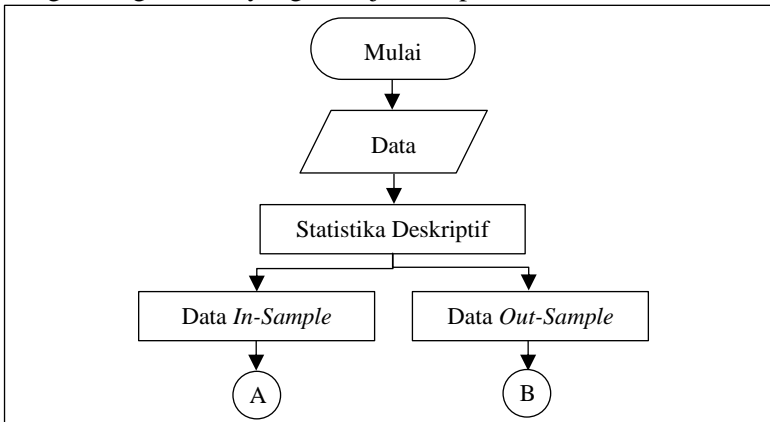 Mulai
Data
Statistika Deskriptif
Data In-Sample
Data Out-Sample
A
B